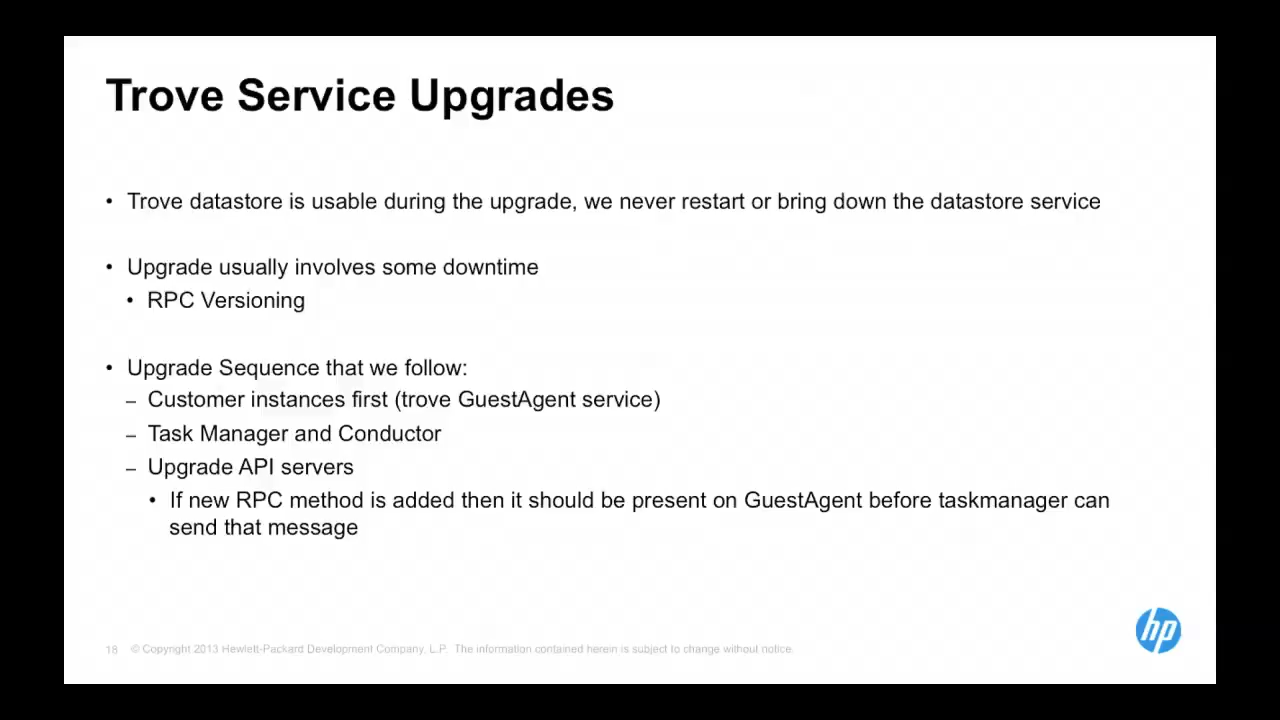 Trove Service Upgrades
• Trove datastore is usable during the upgrade, we never restart or bring down the datastore service
• Upgrade usually involves some downtime
• RPC Versioning
• Upgrade Sequence that we follow:
– Customer instances first (trove GuestAgent service)
– Task Manager and Conductor
– Upgrade API servers
• If new RPC method is added then it should be present on GuestAgent before taskmanager can
send that message
18 © Copyright 2013 Hewlett-Packard Development Company, L.P. The information contained herein is subject to change without notice.
hp